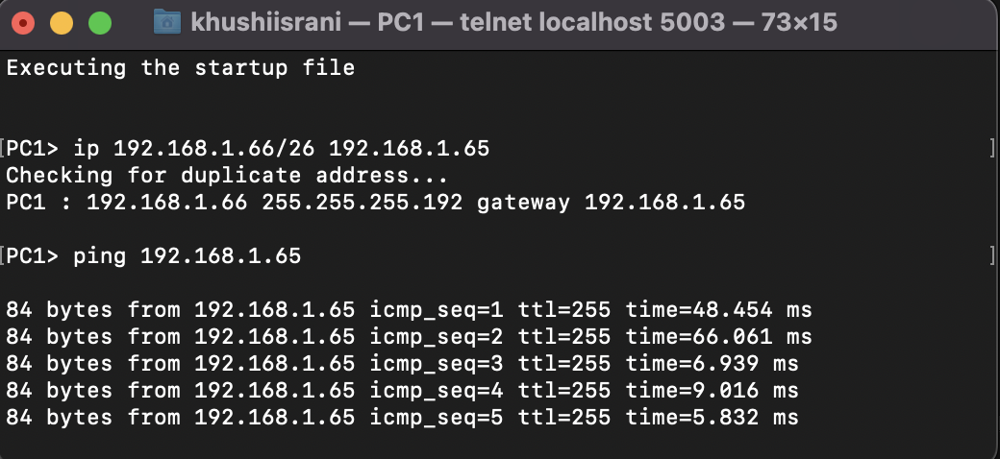 khushiisrani — PC1 — telnet localhost 5003 — 73×15
Executing the startup file
[PC1> ip 192.168.1.66/26 192.168.1.65 ]
Checking for duplicate address...
PC1 : 192.168.1.66 255.255.255.192 gateway 192.168.1.65
[PC1> ping 192.168.1.65 ]
84 bytes from 192.168.1.65 icmp_seq=1 ttl=255 time=48.454 ms
84 bytes from 192.168.1.65 icmp_seq=2 ttl=255 time=66.061 ms
84 bytes from 192.168.1.65 icmp_seq=3 ttl=255 time=6.939 ms
84 bytes from 192.168.1.65 icmp_seq=4 ttl=255 time=9.016 ms
84 bytes from 192.168.1.65 icmp_seq=5 ttl=255 time=5.832 ms